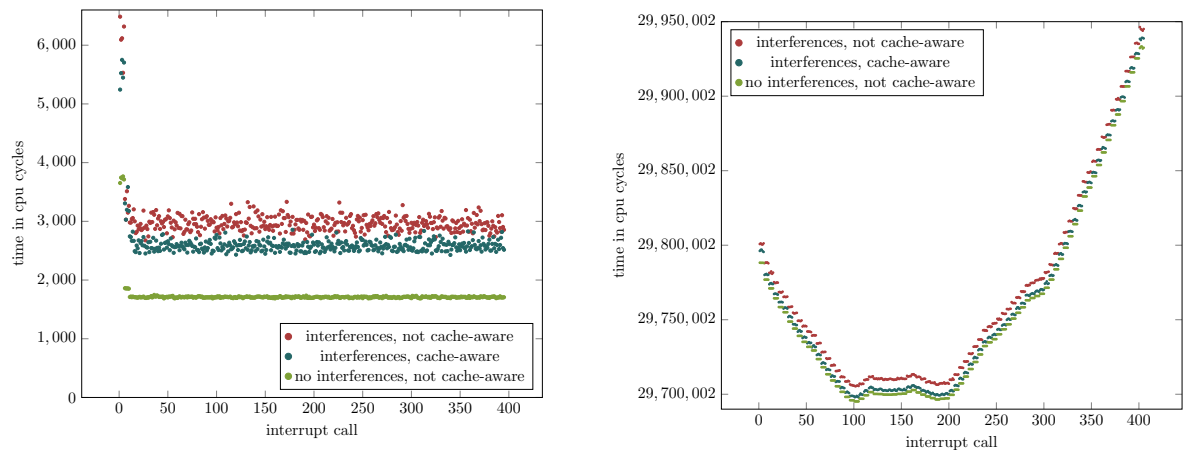 6,000
5,000
4,000
3,000
2,000
1,000
0
time in cpu cycles
0 50 100 150 200 250 300 350 400
interrupt call
interferences, not cache-aware
interferences, cache-aware
no interferences, not cache-aware
29,950,002
29,900,002
29,850,002
29,800,002
29,750,002
29,700,002
time in cpu cycles
0 50 100 150 200 250 300 350 400
interrupt call
interferences, not cache-aware
interferences, cache-aware
no interferences, not cache-aware